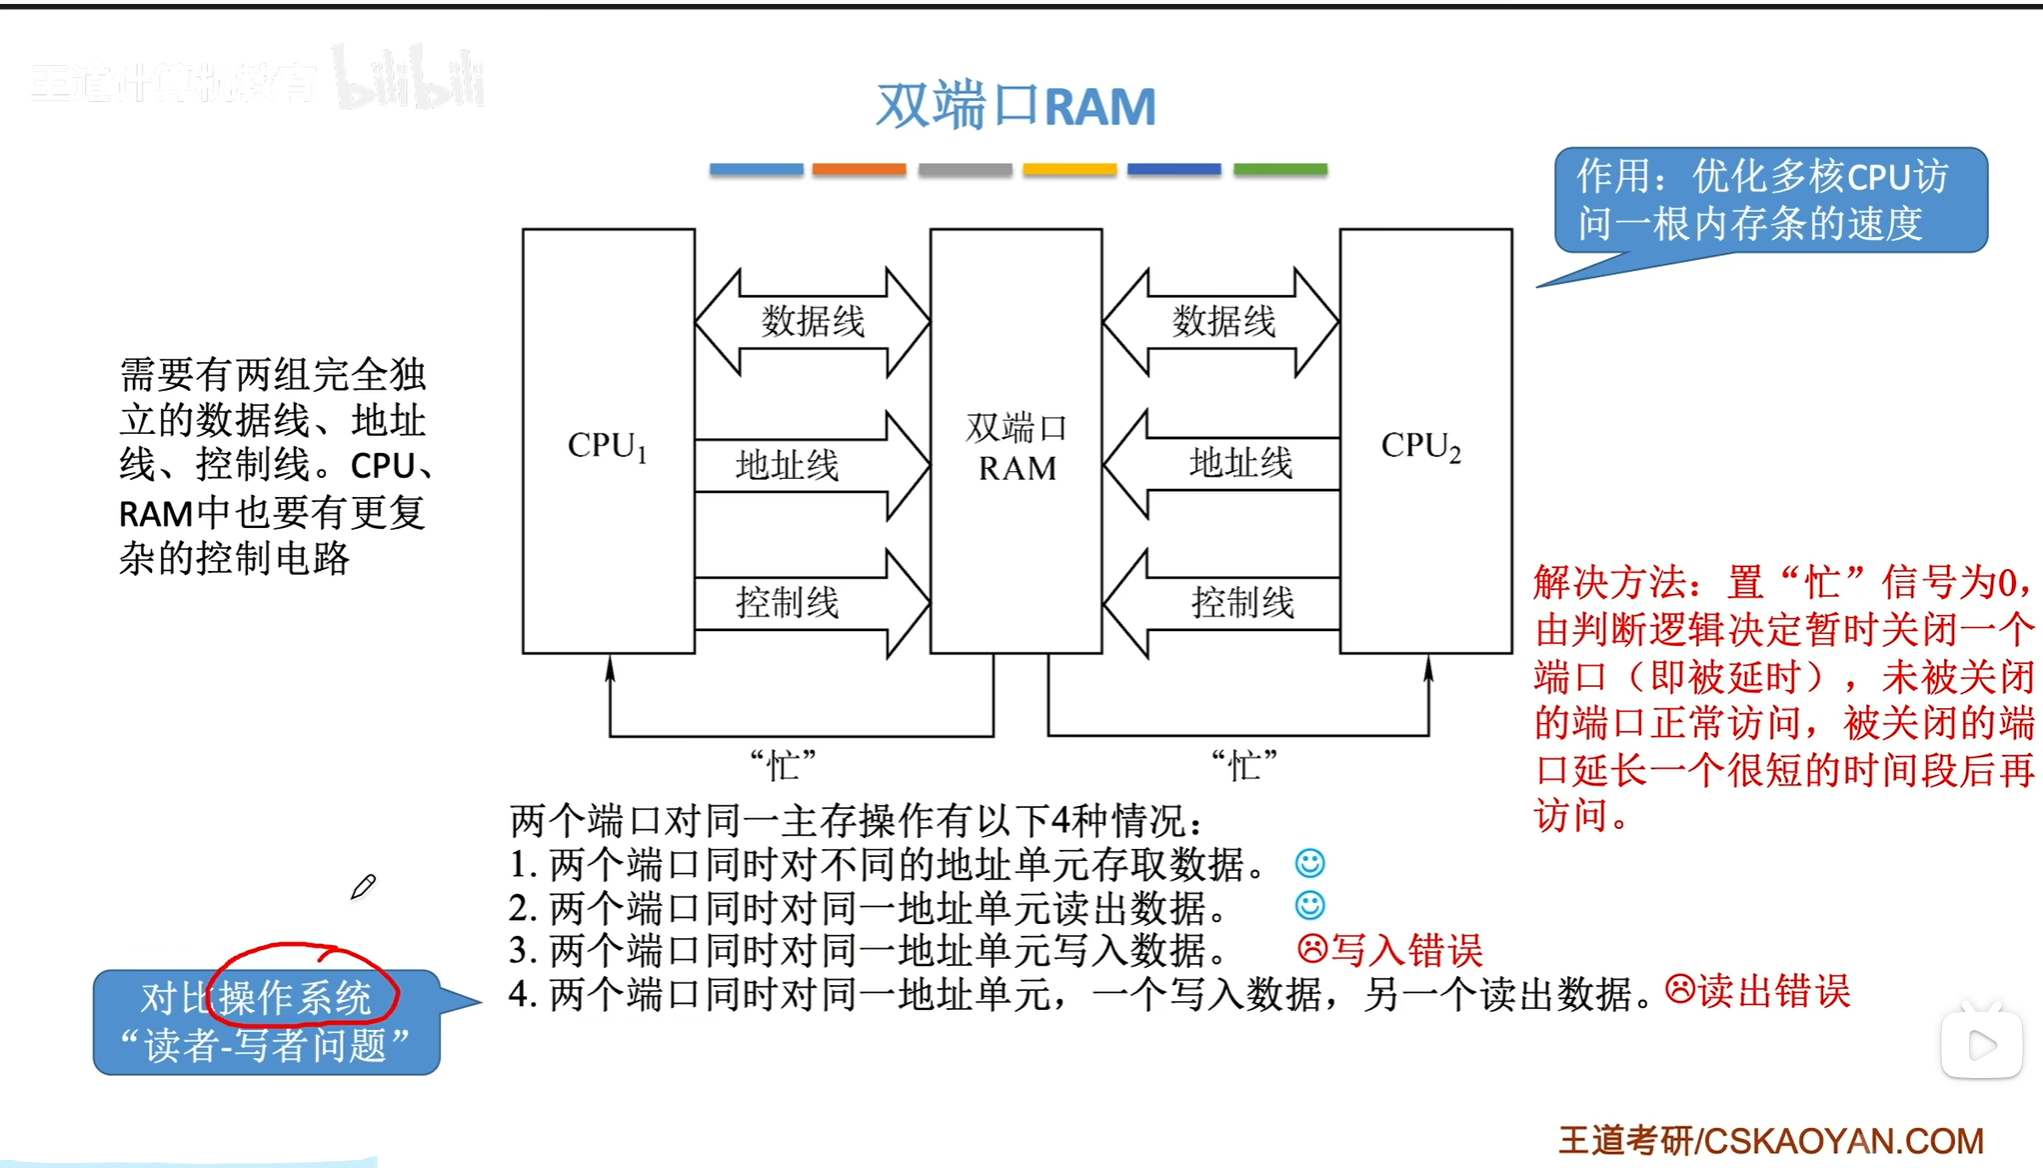 王道计算机教育 bilibili
双端口RAM
作用：优化多核CPU访
问一根内存条的速度
需要有两组完全独
立的数据线、地址
线、控制线。CPU、
RAM中也要有更复
杂的控制电路
CPU₁
数据线
地址线
控制线
双端口
RAM
数据线
地址线
控制线
CPU₂
“忙”
“忙”
解决方法：置“忙”信号为0，
由判断逻辑决定暂时关闭一个
端口（即被延时），未被关闭
的端口正常访问，被关闭的端
口延长一个很短的时间段后再
访问。
两个端口对同一主存操作有以下4种情况：
1. 两个端口同时对不同的地址单元存取数据。
2. 两个端口同时对同一地址单元读出数据。
3. 两个端口同时对同一地址单元写入数据。 写入错误
4. 两个端口同时对同一地址单元，一个写入数据，另一个读出数据。 读出错误
对比操作系统
“读者-写者问题”
王道考研/CSKAOYAN.COM